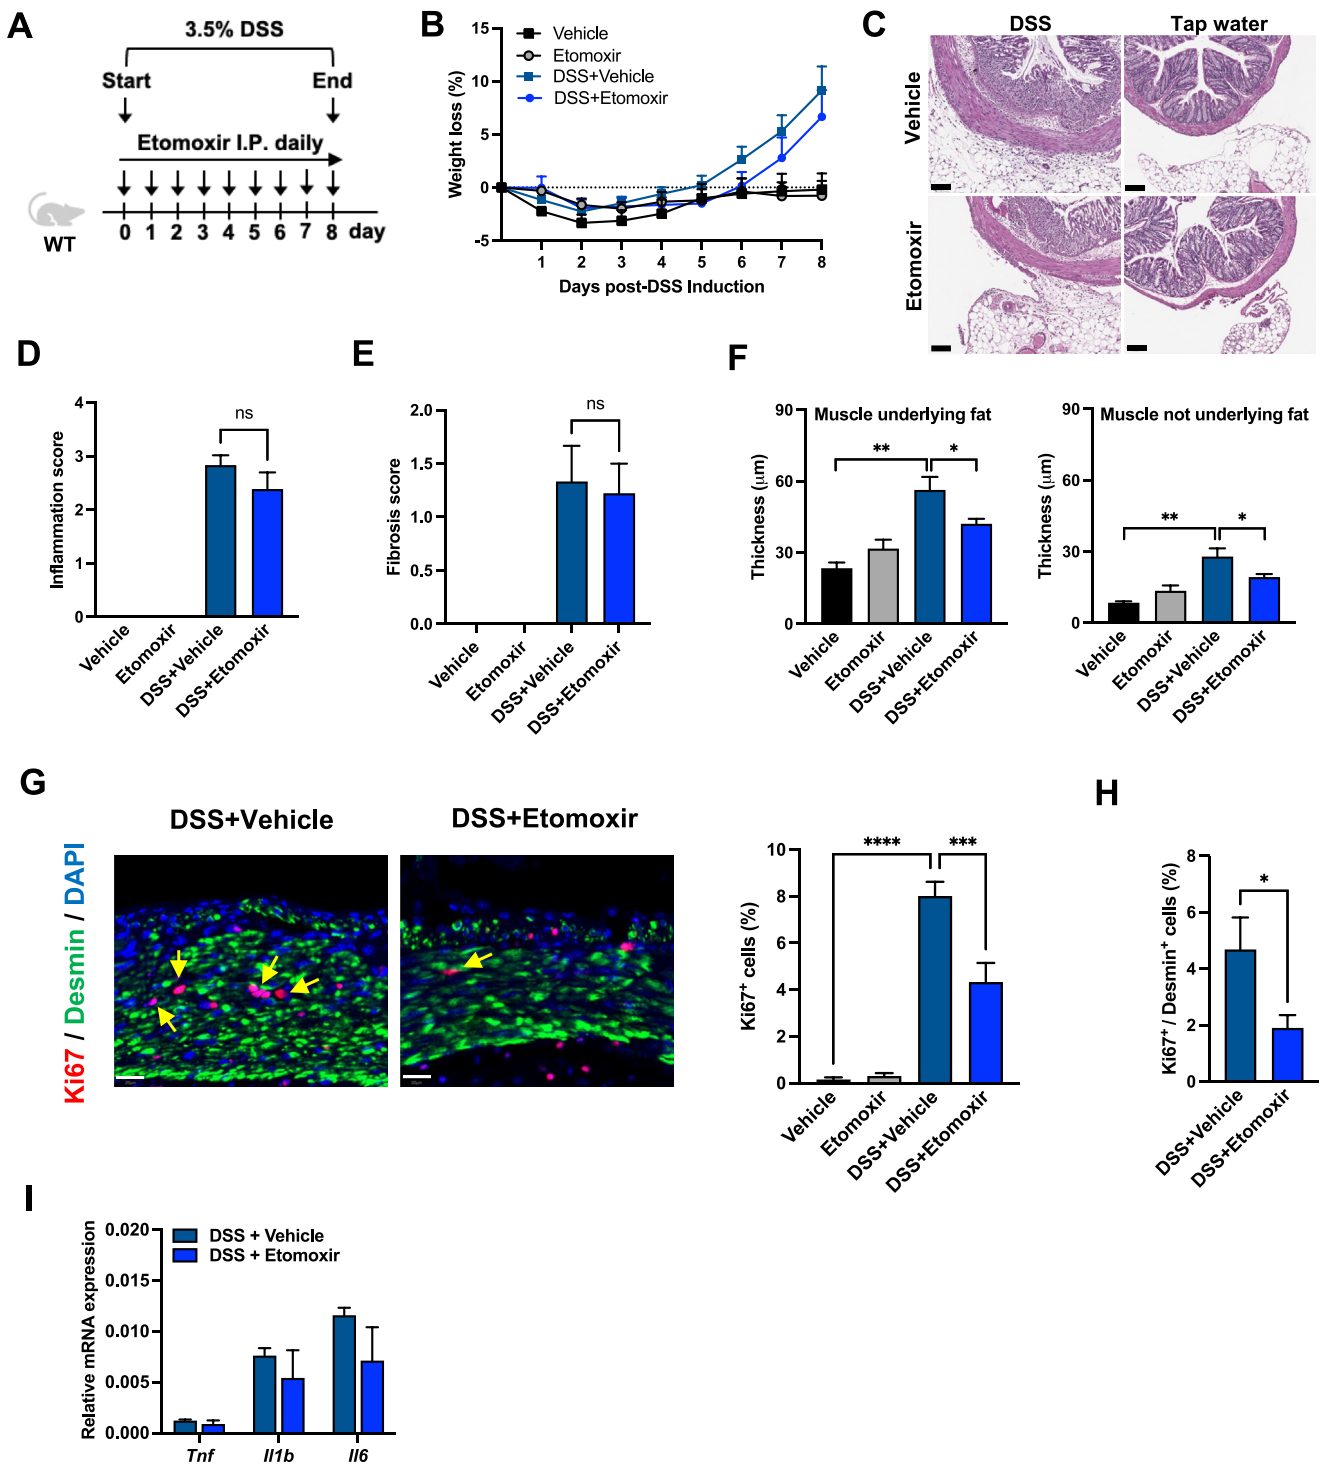 A
3.5% DSS
Start
End
Etomoxir I.P. daily
0 1 2 3 4 5 6 7 8 day
WT
B
Weight loss (%)
15
10
5
0
-5
Vehicle
Etomoxir
DSS+Vehicle
DSS+Etomoxir
1 2 3 4 5 6 7 8
Days post-DSS Induction
C
DSS
Tap water
Vehicle
Etomoxir
D
Inflammation score
4
3
2
1
0
ns
Vehicle
Etomoxir
DSS+Vehicle
DSS+Etomoxir
E
Fibrosis score
2.0
1.5
1.0
0.5
0.0
ns
Vehicle
Etomoxir
DSS+Vehicle
DSS+Etomoxir
F
Muscle underlying fat
Thickness (μm)
90
60
30
0
** *
Vehicle
Etomoxir
DSS+Vehicle
DSS+Etomoxir
Muscle not underlying fat
Thickness (μm)
90
60
30
0
** *
Vehicle
Etomoxir
DSS+Vehicle
DSS+Etomoxir
G
DSS+Vehicle
DSS+Etomoxir
Ki67 / Desmin / DAPI
Ki67⁺ cells (%)
10
8
6
4
2
0
**** ***
Vehicle
Etomoxir
DSS+Vehicle
DSS+Etomoxir
H
Ki67⁺ / Desmin⁺ cells (%)
8
6
4
2
0
*
DSS+Vehicle
DSS+Etomoxir
I
Relative mRNA expression
0.020
0.015
0.010
0.005
0.000
DSS + Vehicle
DSS + Etomoxir
Tnf Il1b Il6